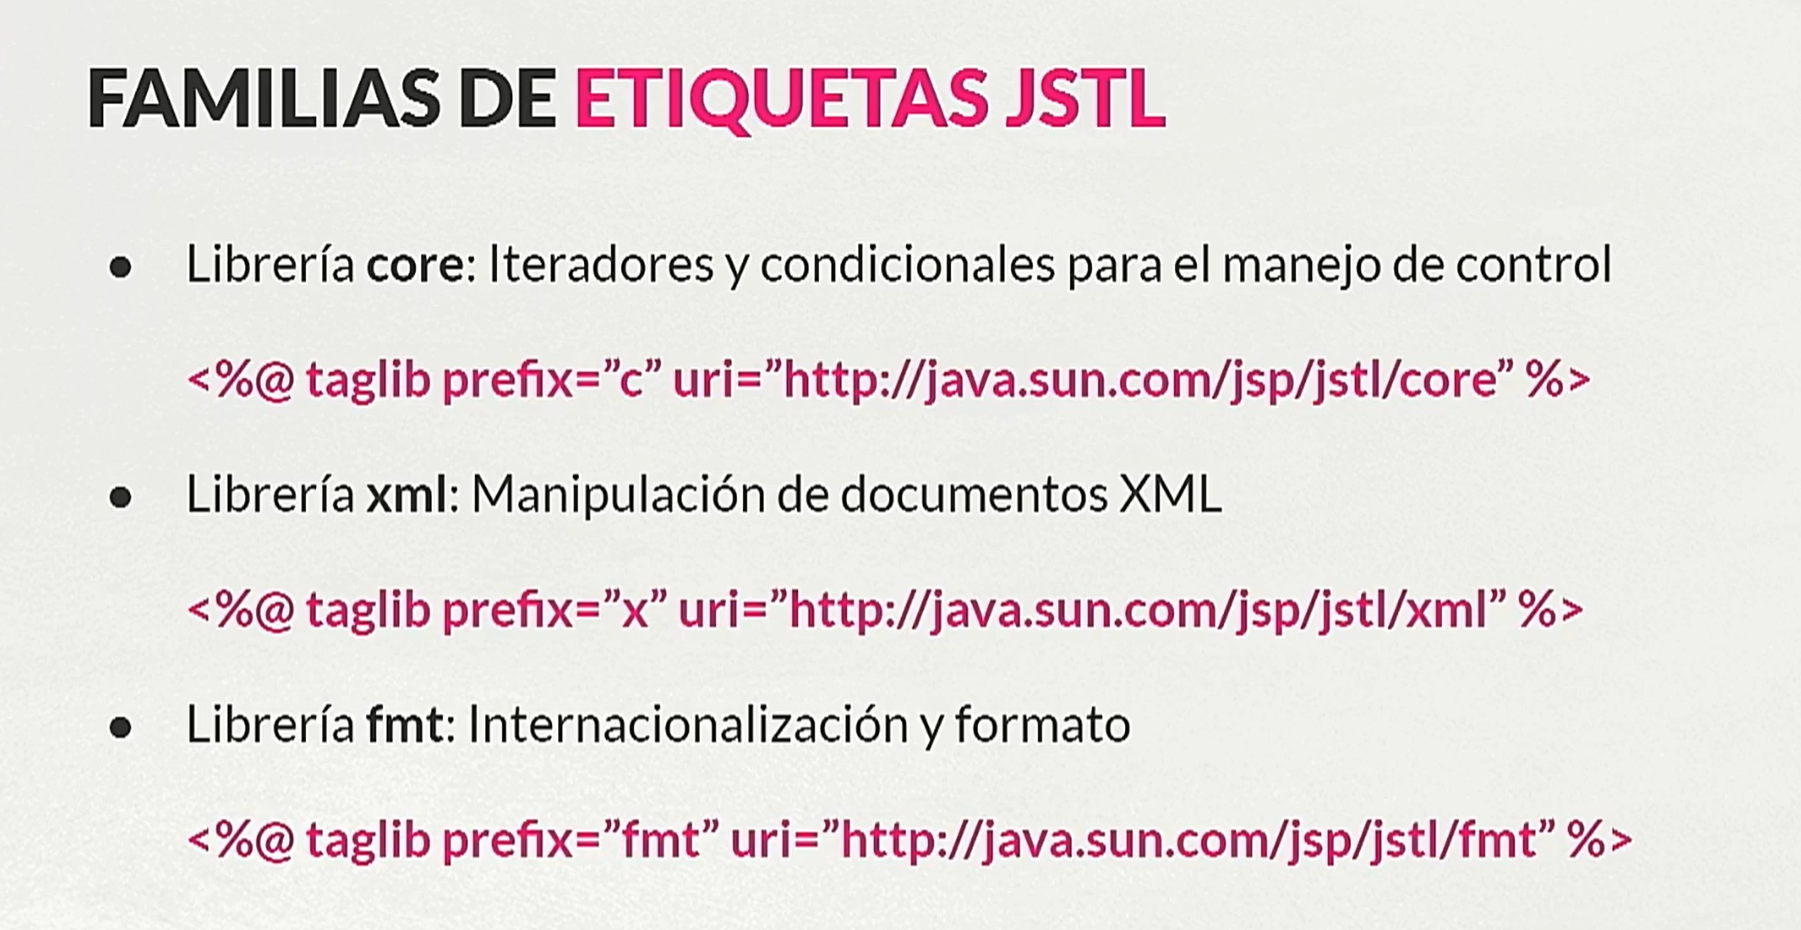 FAMILIAS DE ETIQUETAS JSTL
● Librería core: Iteradores y condicionales para el manejo de control
<%@ taglib prefix=”c” uri=”http://java.sun.com/jsp/jstl/core” %>
● Librería xml: Manipulación de documentos XML
<%@ taglib prefix=”x” uri=”http://java.sun.com/jsp/jstl/xml” %>
● Librería fmt: Internacionalización y formato
<%@ taglib prefix=”fmt” uri=”http://java.sun.com/jsp/jstl/fmt” %>